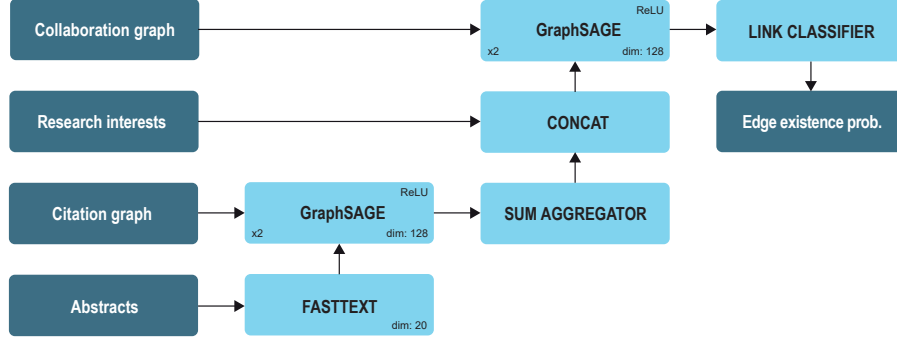 Collaboration graph
ReLU
GraphSAGE
x2
dim: 128
LINK CLASSIFIER
Research interests
CONCAT
Edge existence prob.
Citation graph
ReLU
GraphSAGE
x2
dim: 128
SUM AGGREGATOR
Abstracts
FASTTEXT
dim: 20